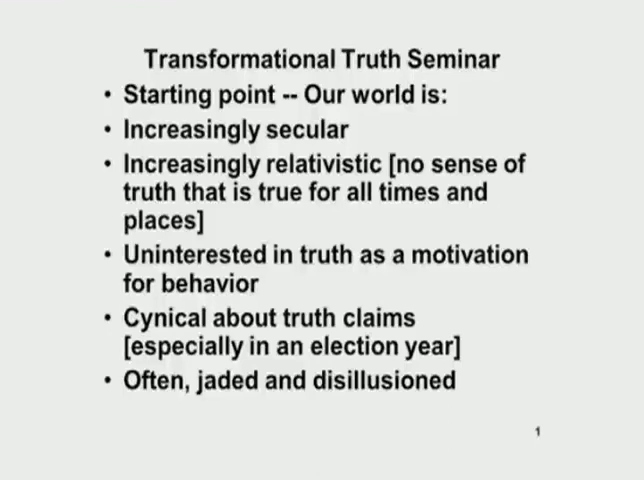 Transformational Truth Seminar
• Starting point -- Our world is:
• Increasingly secular
• Increasingly relativistic [no sense of
truth that is true for all times and
places]
• Uninterested in truth as a motivation
for behavior
• Cynical about truth claims
[especially in an election year]
• Often, jaded and disillusioned
1